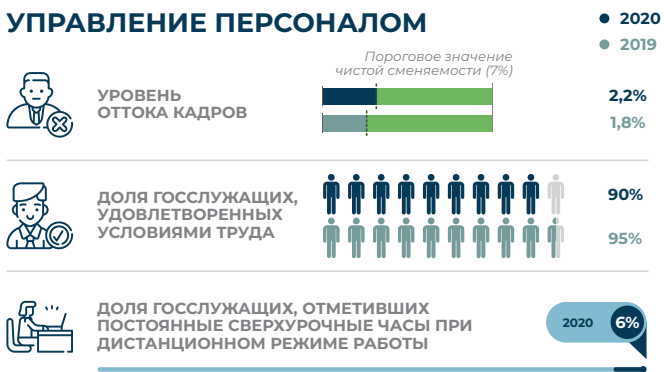 УПРАВЛЕНИЕ ПЕРСОНАЛОМ
2020
2019
Пороговое значение
чистой сменяемости (7%)
УРОВЕНЬ
ОТТОКА КАДРОВ
2,2%
1,8%
ДОЛЯ ГОССЛУЖАЩИХ,
УДОВЛЕТВОРЕННЫХ
УСЛОВИЯМИ ТРУДА
90%
95%
ДОЛЯ ГОССЛУЖАЩИХ, ОТМЕТИВШИХ
ПОСТОЯННЫЕ СВЕРХУРОЧНЫЕ ЧАСЫ ПРИ
ДИСТАНЦИОННОМ РЕЖИМЕ РАБОТЫ
2020 6%